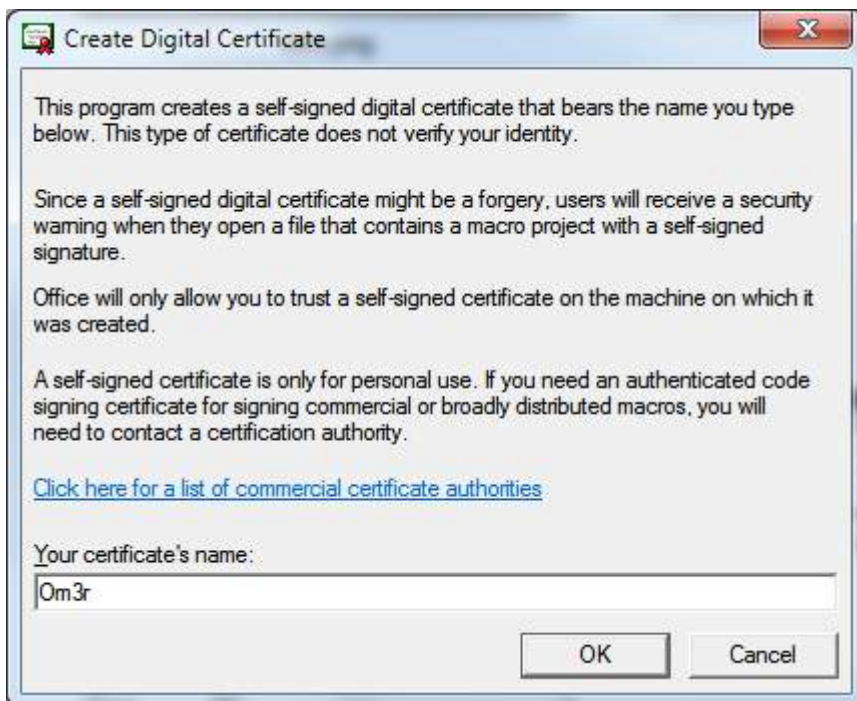 Create Digital Certificate
This program creates a self-signed digital certificate that bears the name you type
below. This type of certificate does not verify your identity.
Since a self-signed digital certificate might be a forgery, users will receive a security
warning when they open a file that contains a macro project with a self-signed
signature.
Office will only allow you to trust a self-signed certificate on the machine on which it
was created.
A self-signed certificate is only for personal use. If you need an authenticated code
signing certificate for signing commercial or broadly distributed macros, you will
need to contact a certification authority.
Click here for a list of commercial certificate authorities
Your certificate's name:
Om3r
OK Cancel